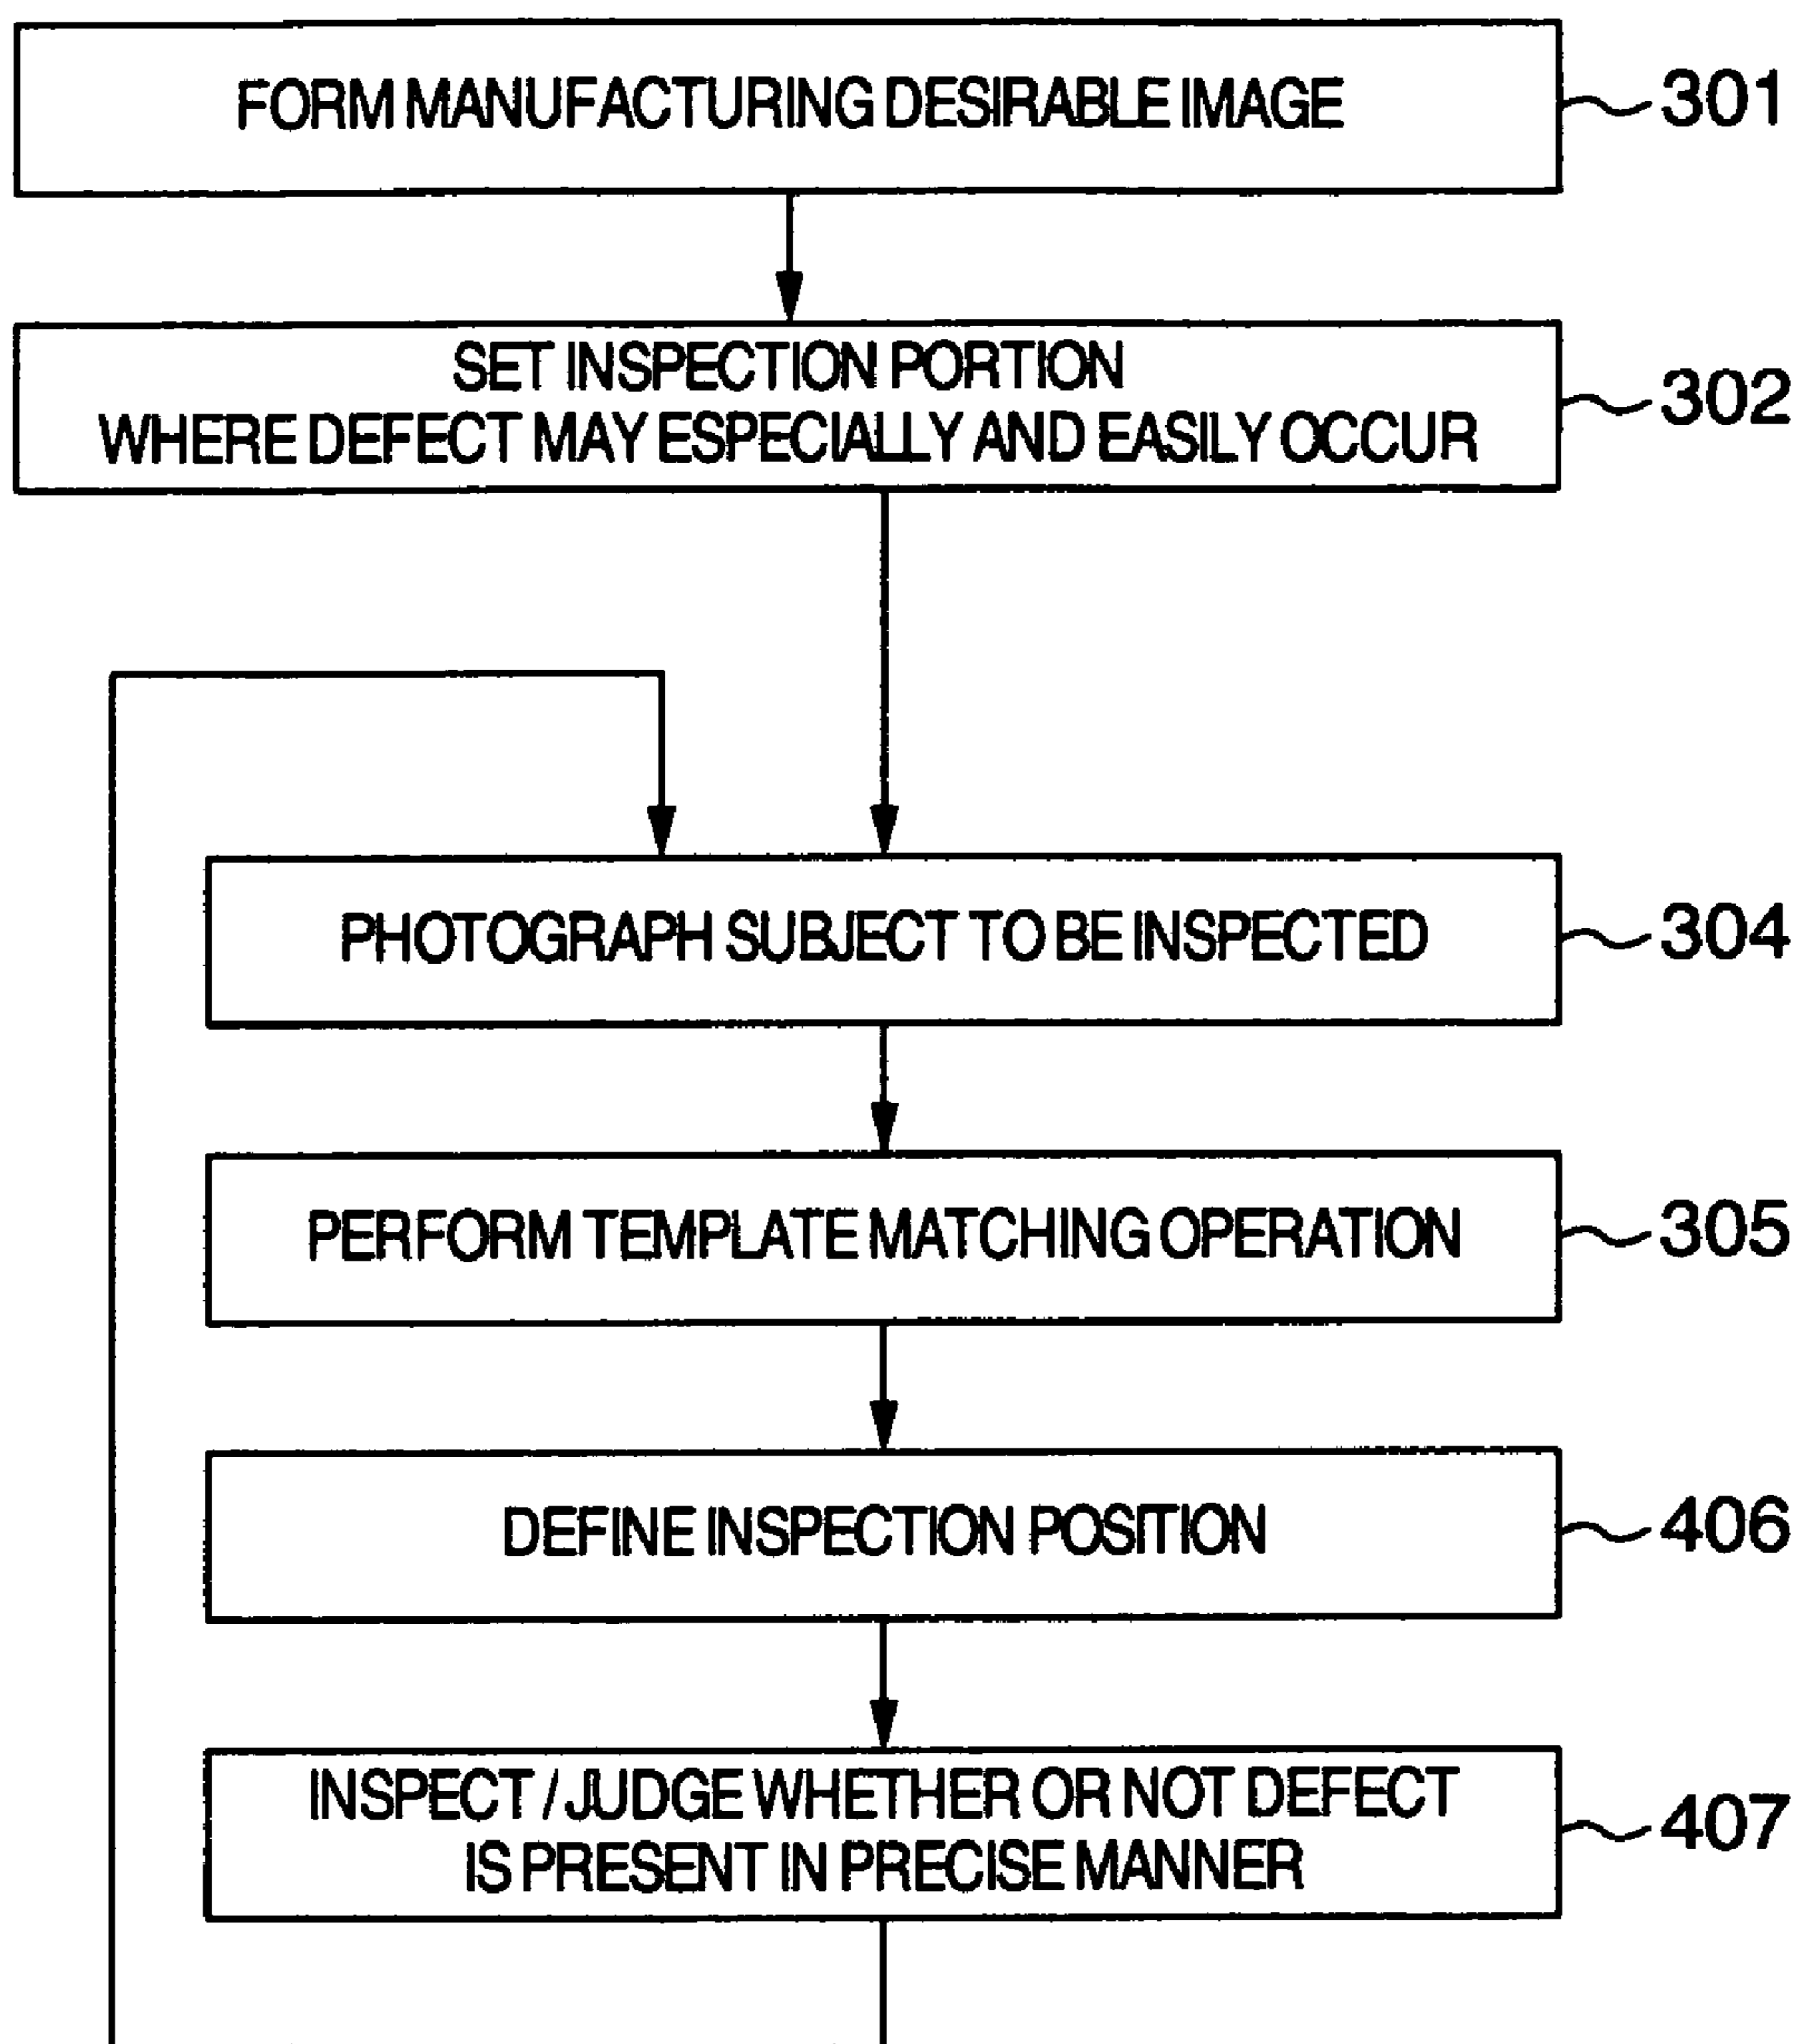 FORM MANUFACTURING DESIRABLE IMAGE
301
SET INSPECTION PORTION
WHERE DEFECT MAY ESPECIALLY AND EASILY OCCUR
302
PHOTOGRAPH SUBJECT TO BE INSPECTED
304
PERFORM TEMPLATE MATCHING OPERATION
305
DEFINE INSPECTION POSITION
406
INSPECT / JUDGE WHETHER OR NOT DEFECT
IS PRESENT IN PRECISE MANNER
407